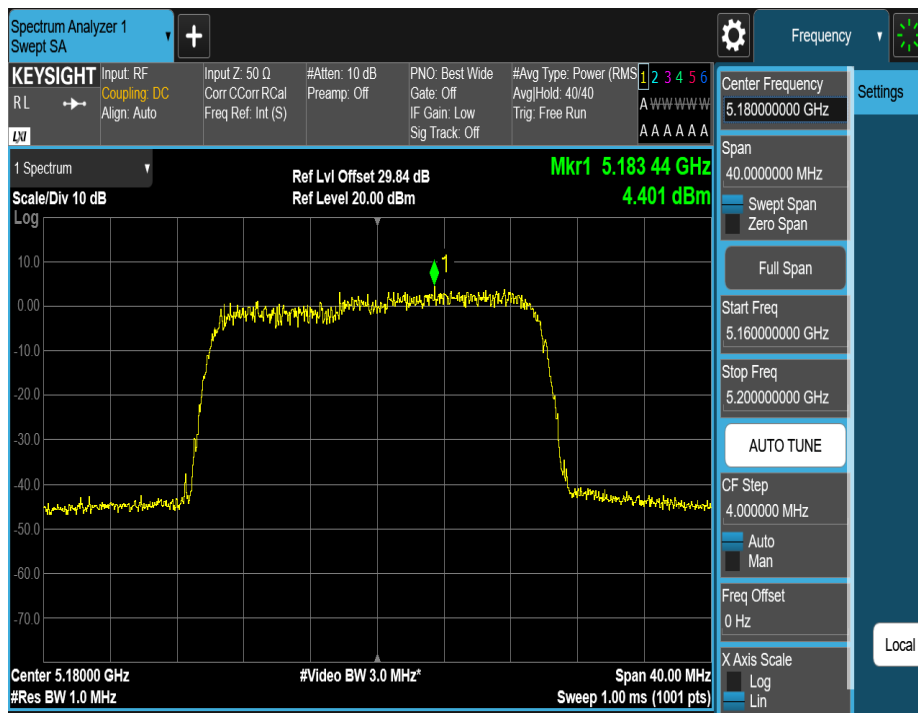 Spectrum Analyzer 1
Swept SA
+
Frequency
KEYSIGHT
R L
LXI
Input: RF
Coupling: DC
Align: Auto
Input Z: 50 Ω
Corr CCorr RCal
Freq Ref: Int (S)
#Atten: 10 dB
Preamp: Off
PNO: Best Wide
Gate: Off
IF Gain: Low
Sig Track: Off
#Avg Type: Power (RMS
Avg|Hold: 40/40
Trig: Free Run
1 2 3 4 5 6
A W W W W W
A A A A A A
Center Frequency
5.180000000 GHz
Settings
1 Spectrum
Scale/Div 10 dB
Ref Lvl Offset 29.84 dB
Ref Level 20.00 dBm
Mkr1 5.183 44 GHz
4.401 dBm
Log
10.0
0.00
-10.0
-20.0
-30.0
-40.0
-50.0
-60.0
-70.0
1
Center 5.18000 GHz
#Res BW 1.0 MHz
#Video BW 3.0 MHz*
Span 40.00 MHz
Sweep 1.00 ms (1001 pts)
Span
40.0000000 MHz
Swept Span
Zero Span
Full Span
Start Freq
5.160000000 GHz
Stop Freq
5.200000000 GHz
AUTO TUNE
CF Step
4.000000 MHz
Auto
Man
Freq Offset
0 Hz
X Axis Scale
Log
Lin
Local